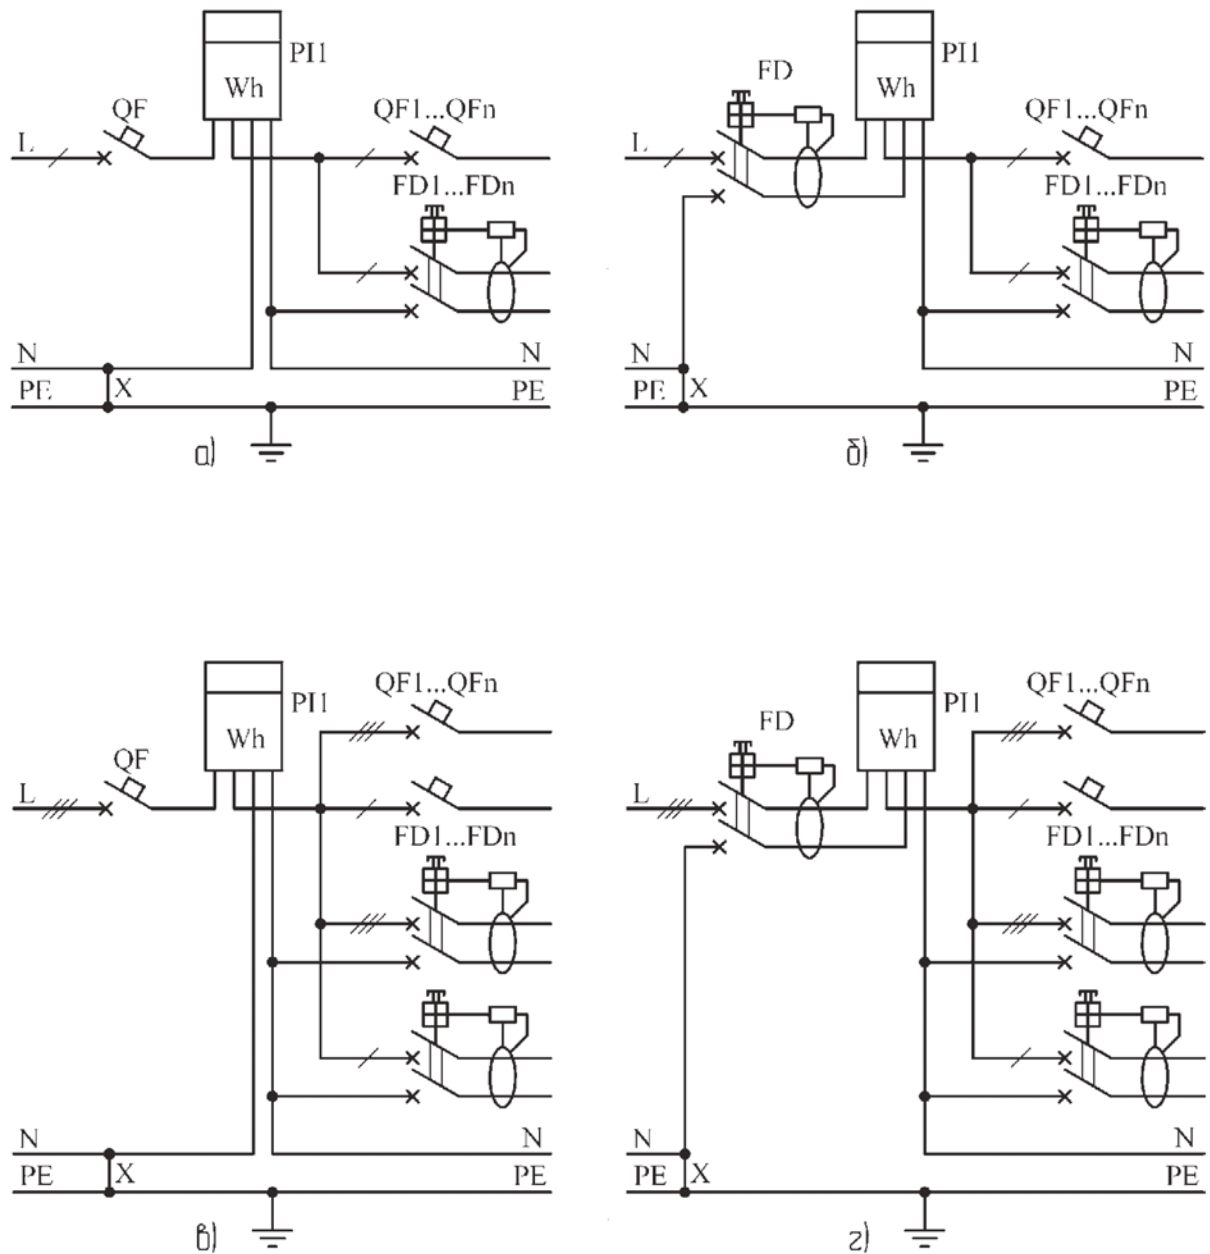 PI1
Wh
QF
QF1...QFn
L
FD1...FDn
N
N
PE
X
PE
а)
FD
PI1
Wh
QF1...QFn
L
FD1...FDn
N
N
PE
X
PE
б)
QF1...QFn
PI1
Wh
QF
L
FD1...FDn
N
N
PE
X
PE
в)
QF1...QFn
FD
PI1
Wh
L
FD1...FDn
N
N
PE
X
PE
г)